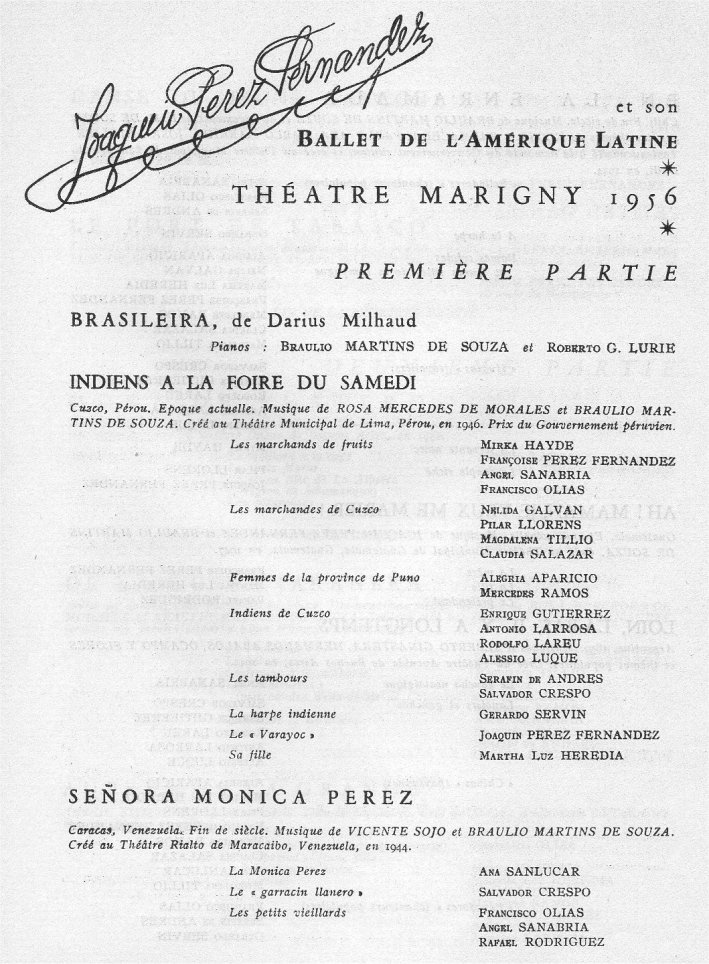 Joaquin Perez Fernandez
et son
BALLET DE L'AMÉRIQUE LATINE
THÉATRE MARIGNY 1956
PREMIÈRE PARTIE
BRASILEIRA, de Darius Milhaud
Pianos : BRAULIO MARTINS DE SOUZA et ROBERTO G. LURIE
INDIENS A LA FOIRE DU SAMEDI
Cuzco, Pérou. Epoque actuelle. Musique de ROSA MERCEDES DE MORALES et BRAULIO MAR-
TINS DE SOUZA. Créé au Théâtre Municipal de Lima, Pérou, en 1946. Prix du Gouvernement péruvien.
Les marchands de fruits MIRKA HAYDE
FRANÇOISE PEREZ FERNANDEZ
ANGEL SANABRIA
FRANCISCO OLIAS
Les marchandes de Cuzco NELIDA GALVAN
PILAR LLORENS
MAGDALENA TILLIO
CLAUDIA SALAZAR
Femmes de la province de Puno ALEGRIA APARICIO
MERCEDES RAMOS
Indiens de Cuzco ENRIQUE GUTIERREZ
ANTONIO LARROSA
RODOLFO LAREU
ALESSIO LUQUE
Les tambours SERAFIN DE ANDRES
SALVADOR CRESPO
La harpe indienne GERARDO SERVIN
Le « Varayoc » JOAQUIN PEREZ FERNANDEZ
Sa fille MARTHA LUZ HEREDIA
SEÑORA MONICA PEREZ
Caracas, Venezuela. Fin de siècle. Musique de VICENTE SOJO et BRAULIO MARTINS DE SOUZA.
Créé au Théâtre Rialto de Maracaibo, Venezuela, en 1944.
La Monica Perez ANA SANLUCAR
Le « garracin llanero » SALVADOR CRESPO
Les petits vieillards FRANCISCO OLIAS
ANGEL SANABRIA
RAFAEL RODRIGUEZ